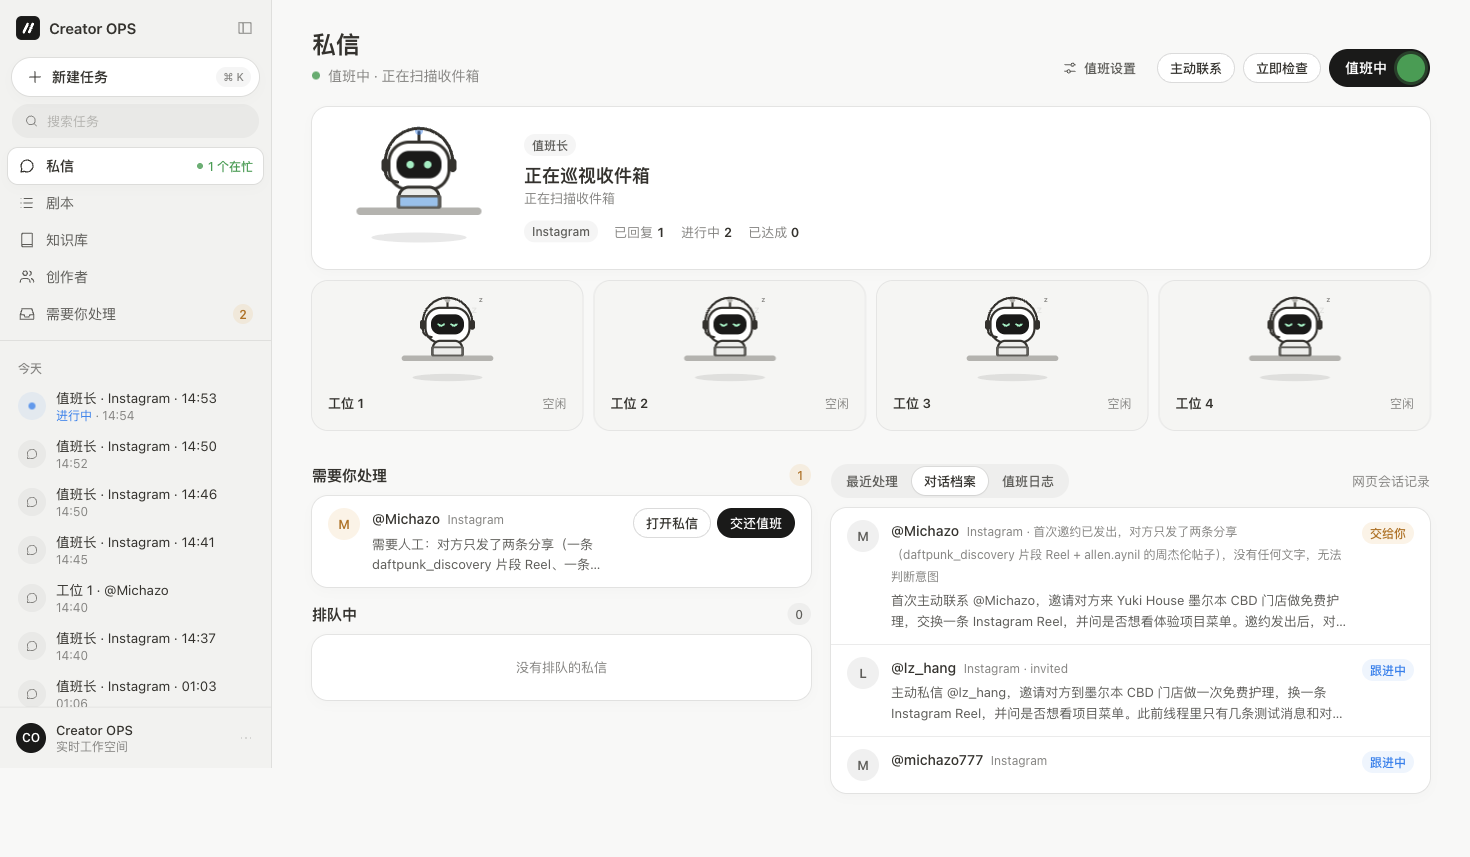 Creator OPS
新建任务
⌘ K
搜索任务
私信
1 个在忙
剧本
知识库
创作者
需要你处理
2
今天
值班长 · Instagram · 14:53
进行中 · 14:54
值班长 · Instagram · 14:50
14:52
值班长 · Instagram · 14:46
14:50
值班长 · Instagram · 14:41
14:45
工位 1 · @Michazo
14:40
值班长 · Instagram · 14:37
14:40
值班长 · Instagram · 01:03
01:06
CO
Creator OPS
实时工作空间
私信
值班中 · 正在扫描收件箱
值班设置
主动联系
立即检查
值班中
值班长
正在巡视收件箱
正在扫描收件箱
Instagram 已回复 1 进行中 2 已达成 0
z
工位 1
空闲
z
工位 2
空闲
z
工位 3
空闲
z
工位 4
空闲
需要你处理
1
M
@Michazo Instagram
打开私信
交还值班
需要人工：对方只发了两条分享（一条
daftpunk_discovery 片段 Reel、一条...
排队中
0
没有排队的私信
最近处理
对话档案
值班日志
网页会话记录
M
@Michazo Instagram · 首次邀约已发出，对方只发了两条分享
（daftpunk_discovery 片段 Reel + allen.aynil 的周杰伦帖子），没有任何文字，无法
判断意图
交给你
首次主动联系 @Michazo，邀请对方来 Yuki House 墨尔本 CBD 门店做免费护
理，交换一条 Instagram Reel，并问是否想看体验项目菜单。邀约发出后，对...
L
@lz_hang Instagram · invited
跟进中
主动私信 @lz_hang，邀请对方到墨尔本 CBD 门店做一次免费护理，换一条
Instagram Reel，并问是否想看项目菜单。此前线程里只有几条测试消息和对...
M
@michazo777 Instagram
跟进中